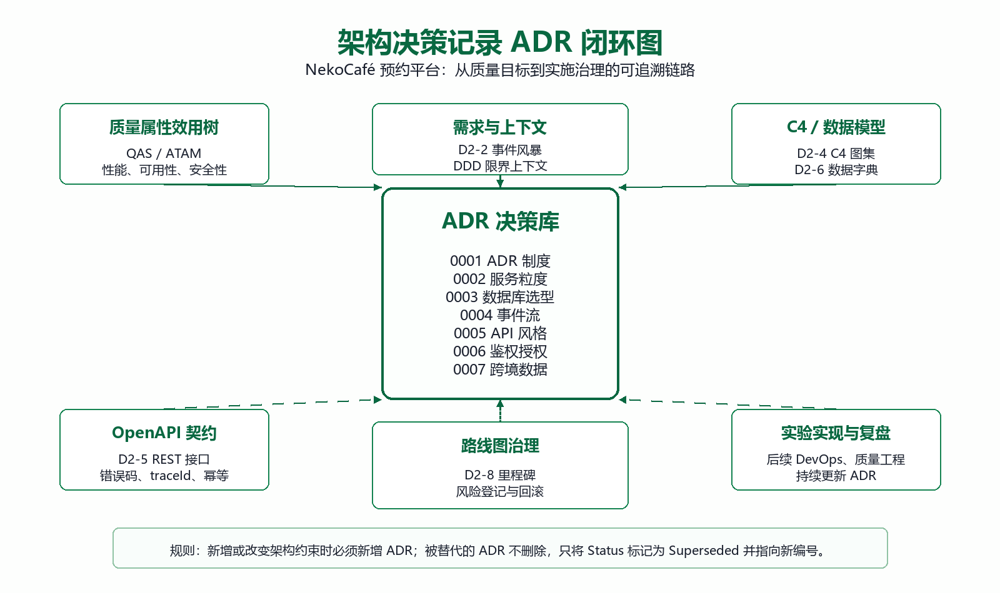 架构决策记录 ADR 闭环图
NekoCafé 预约平台：从质量目标到实施治理的可追溯链路
质量属性效用树
QAS / ATAM
性能、可用性、安全性
需求与上下文
D2-2 事件风暴
DDD 限界上下文
C4 / 数据模型
D2-4 C4 图集
D2-6 数据字典
ADR 决策库
0001 ADR 制度
0002 服务粒度
0003 数据库选型
0004 事件流
0005 API 风格
0006 鉴权授权
0007 跨境数据
OpenAPI 契约
D2-5 REST 接口
错误码、traceId、幂等
路线图治理
D2-8 里程碑
风险登记与回滚
实验实现与复盘
后续 DevOps、质量工程
持续更新 ADR
规则：新增或改变架构约束时必须新增 ADR；被替代的 ADR 不删除，只将 Status 标记为 Superseded 并指向新编号。